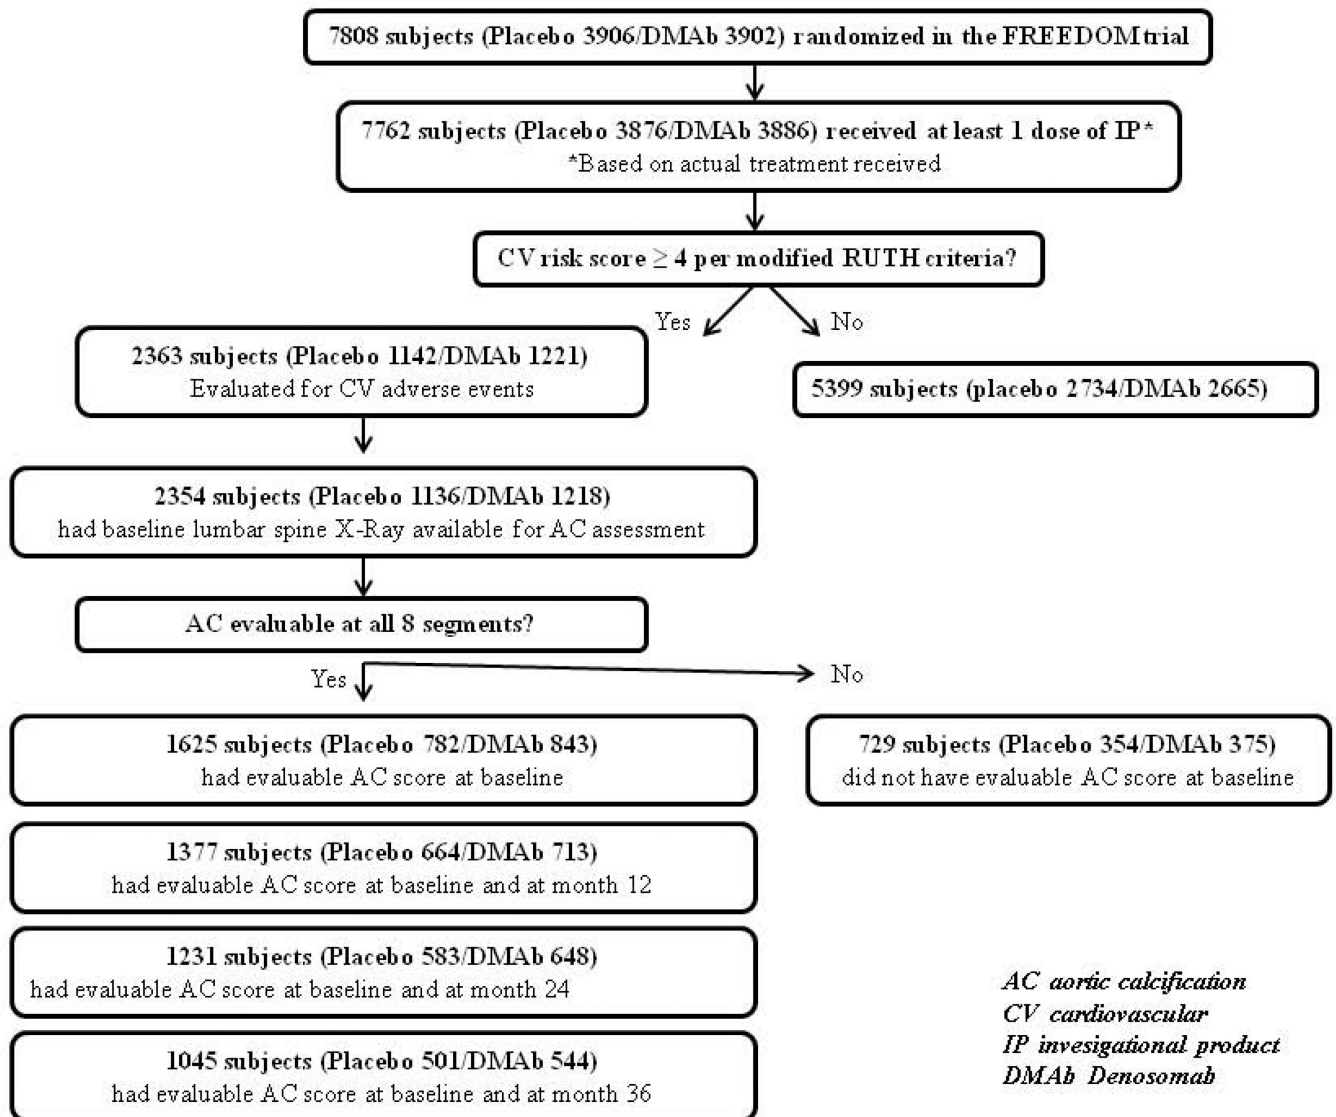 7808 subjects (Placebo 3906/DMAb 3902) randomized in the FREEDOM trial
7762 subjects (Placebo 3876/DMAb 3886) received at least 1 dose of IP*
*Based on actual treatment received
CV risk score ≥ 4 per modified RUTH criteria?
Yes
No
2363 subjects (Placebo 1142/DMAb 1221)
Evaluated for CV adverse events
5399 subjects (placebo 2734/DMAb 2665)
2354 subjects (Placebo 1136/DMAb 1218)
had baseline lumbar spine X-Ray available for AC assessment
AC evaluable at all 8 segments?
Yes
No
1625 subjects (Placebo 782/DMAb 843)
had evaluable AC score at baseline
729 subjects (Placebo 354/DMAb 375)
did not have evaluable AC score at baseline
1377 subjects (Placebo 664/DMAb 713)
had evaluable AC score at baseline and at month 12
1231 subjects (Placebo 583/DMAb 648)
had evaluable AC score at baseline and at month 24
1045 subjects (Placebo 501/DMAb 544)
had evaluable AC score at baseline and at month 36
AC aortic calcification
CV cardiovascular
IP invesigational product
DMAb Denosomab